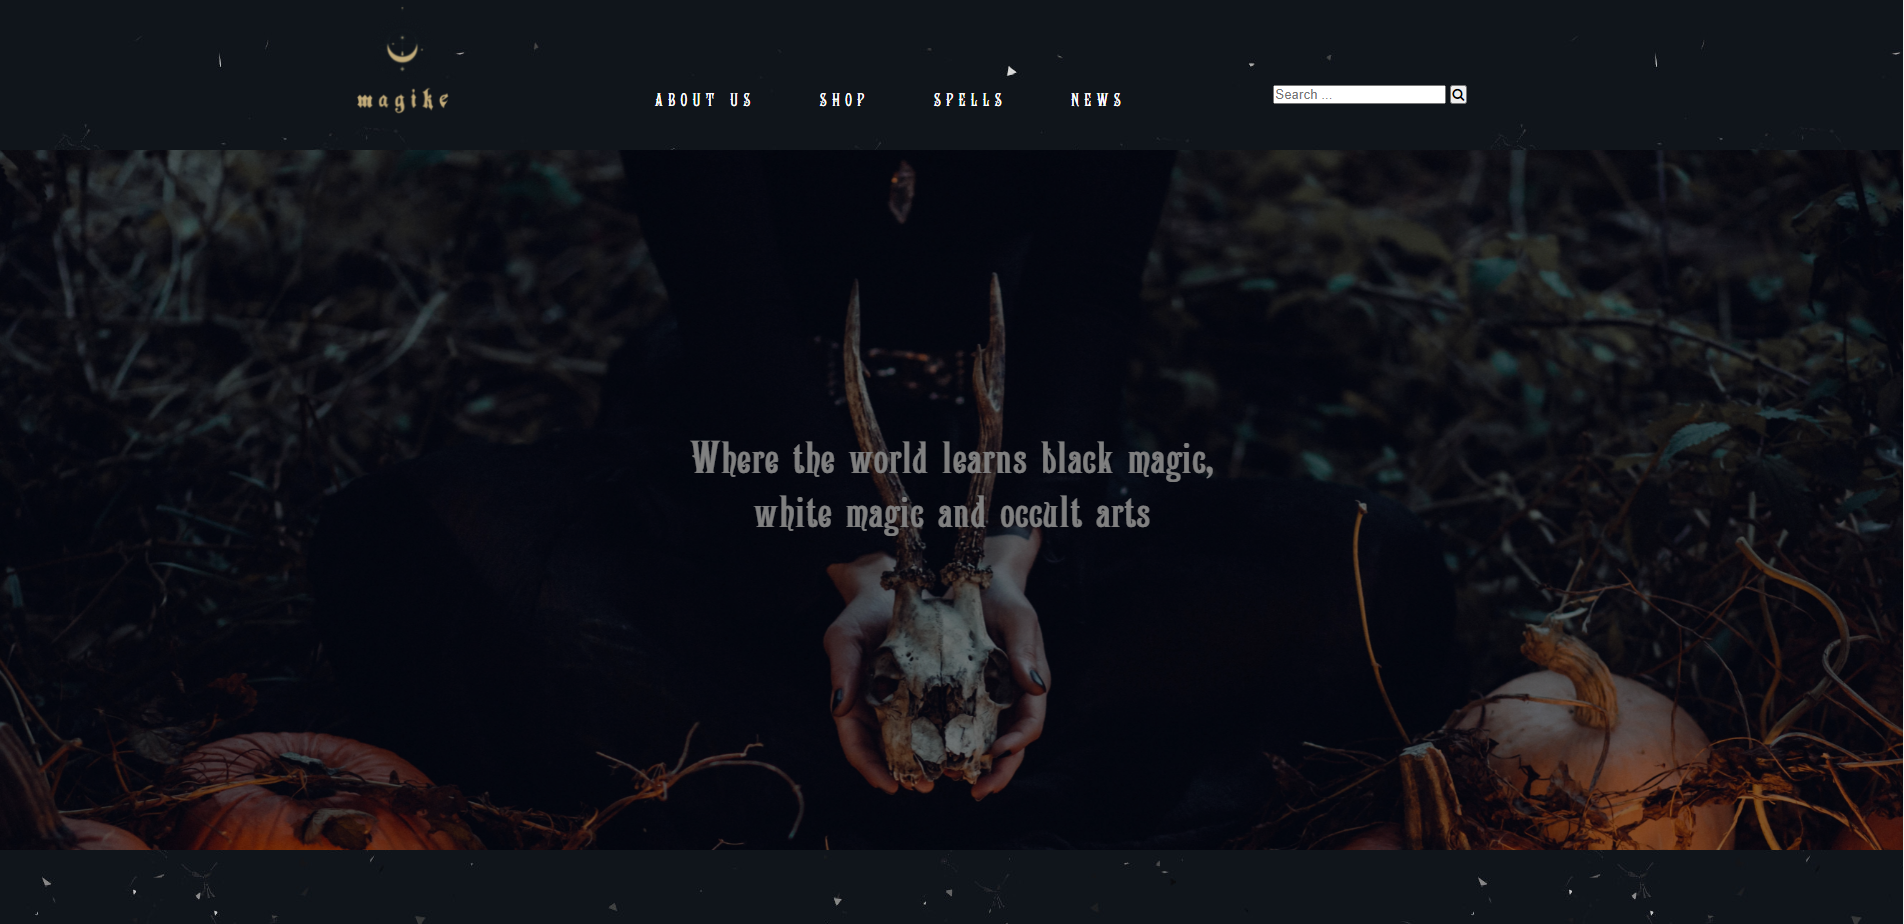 magike
ABOUT US
SHOP
SPELLS
NEWS
Search ...
Where the world learns black magic,
white magic and occult arts